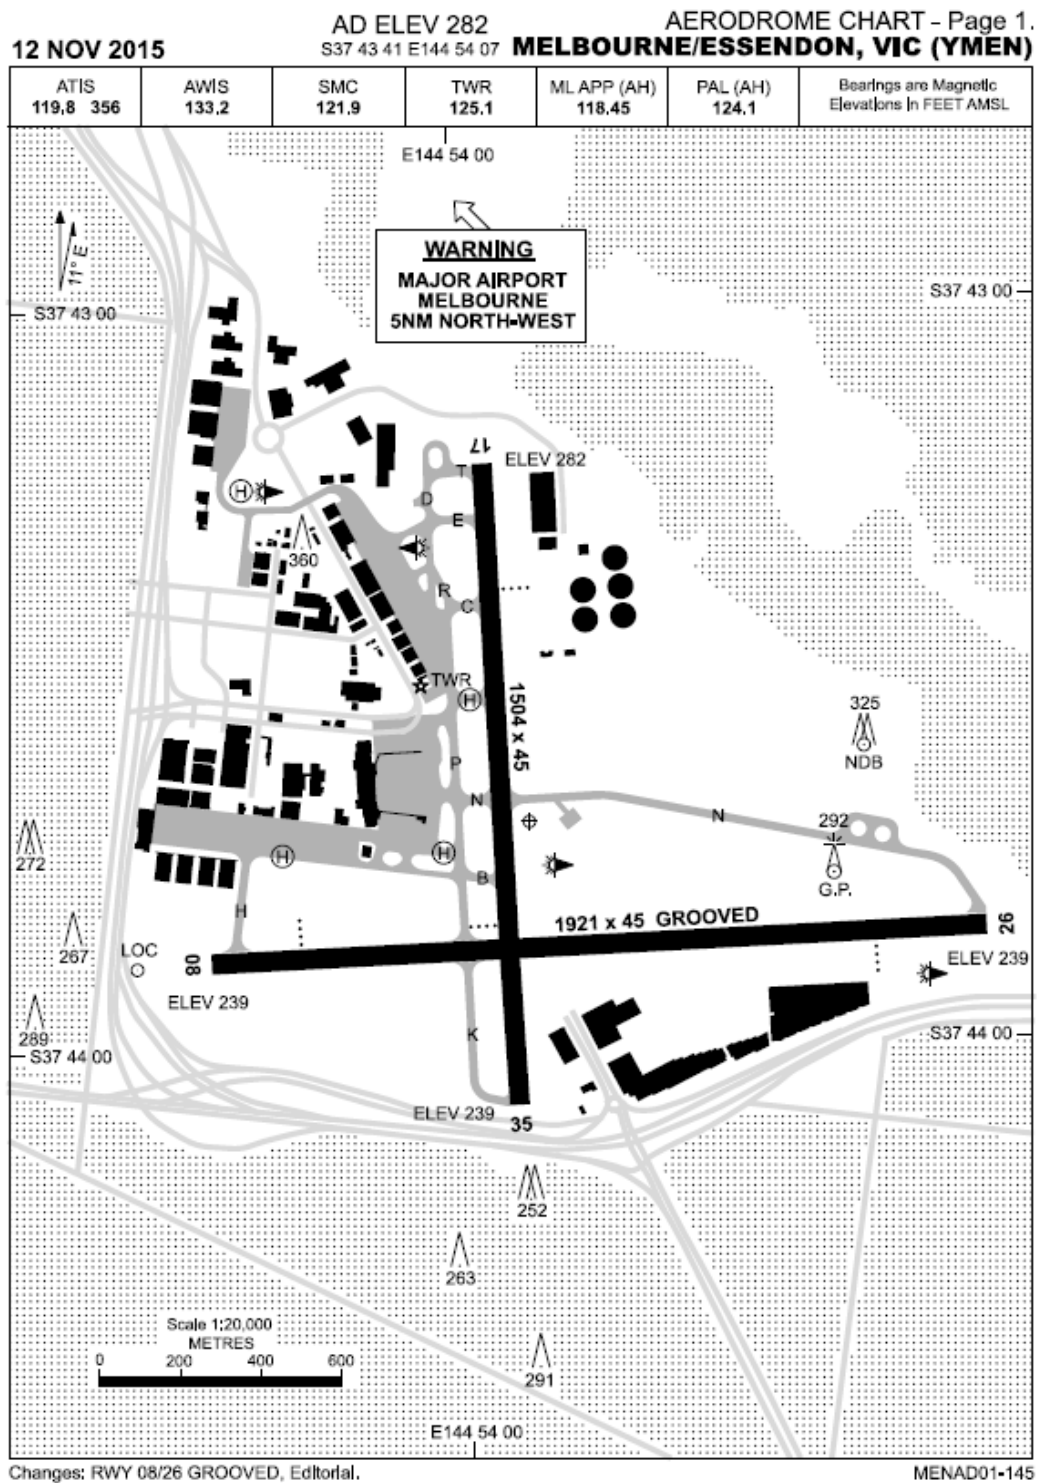 AD ELEV 282
AERODROME CHART - Page 1.
12 NOV 2015
S37 43 41 E144 54 07
MELBOURNE/ESSENDON, VIC (YMEN)
ATIS
119.8 356
AWIS
133.2
SMC
121.9
TWR
125.1
ML APP (AH)
118.45
PAL (AH)
124.1
Bearings are Magnetic
Elevations in FEET AMSL
E144 54 00
11° E
WARNING
MAJOR AIRPORT
MELBOURNE
5NM NORTH-WEST
S37 43 00
S37 43 00
17
ELEV 282
T
D
E
H
360
R
C
TWR
H
1504 x 45
325
NDB
P
N
N
292
G.P.
272
H
H
B
H
1921 x 45 GROOVED
26
267
LOC
08
ELEV 239
ELEV 239
289
K
S37 44 00
S37 44 00
ELEV 239
35
252
263
Scale 1:20,000
METRES
0 200 400 600
291
E144 54 00
Changes: RWY 08/26 GROOVED, Editorial.
MENAD01-145